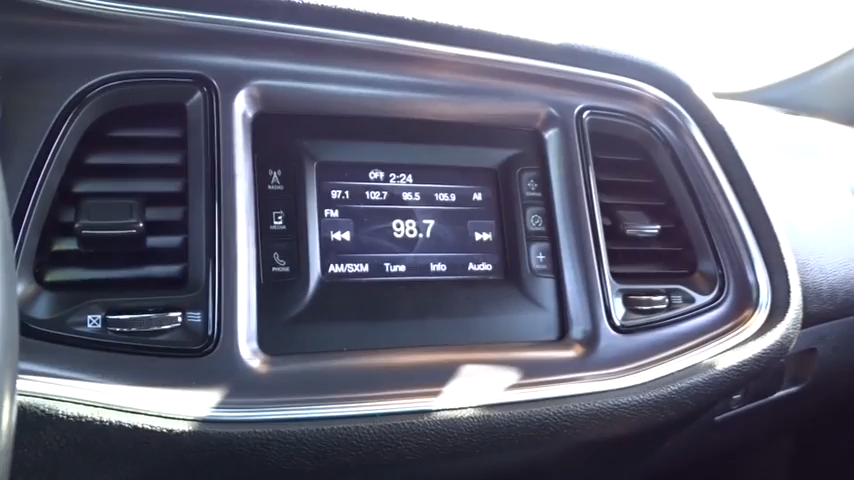 OFF 2:24
97.1 102.7 95.5 105.9 All
FM
98.7
AM/SXM Tune Info Audio
RADIO
MEDIA
PHONE